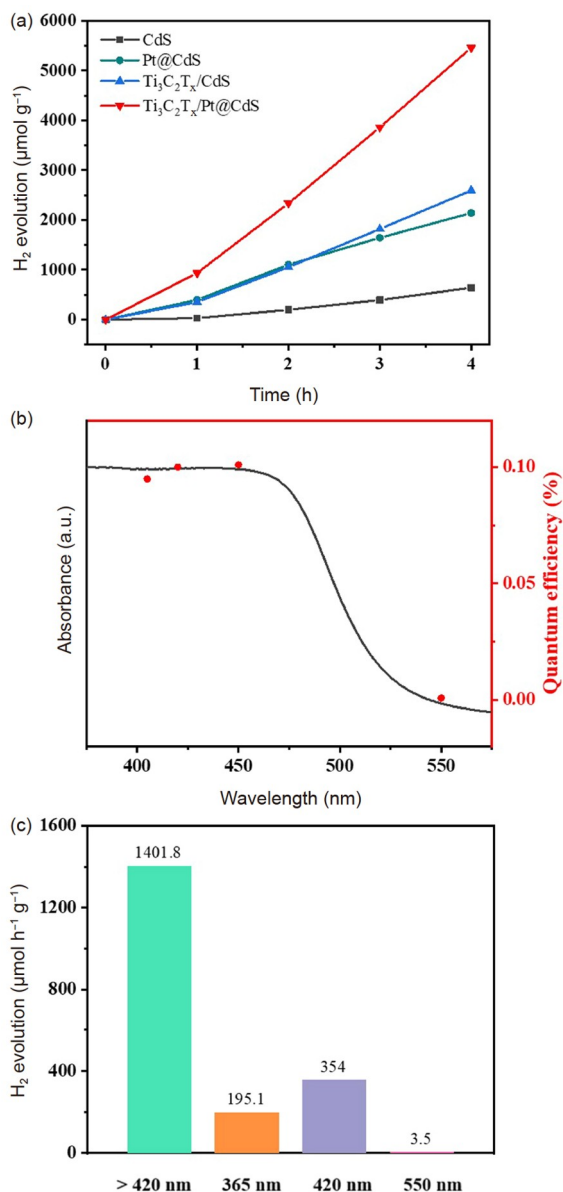 (a)
6000
5000
4000
3000
2000
1000
0
H₂ evolution (μmol g⁻¹)
CdS
Pt@CdS
Ti₃C₂Tₓ/CdS
Ti₃C₂Tₓ/Pt@CdS
0 1 2 3 4
Time (h)
(b)
Absorbance (a.u.)
0.10
0.05
0.00
Quantum efficiency (%)
400 450 500 550
Wavelength (nm)
(c)
1600
1200
800
400
0
H₂ evolution (μmol h⁻¹ g⁻¹)
1401.8
195.1
354
3.5
> 420 nm 365 nm 420 nm 550 nm